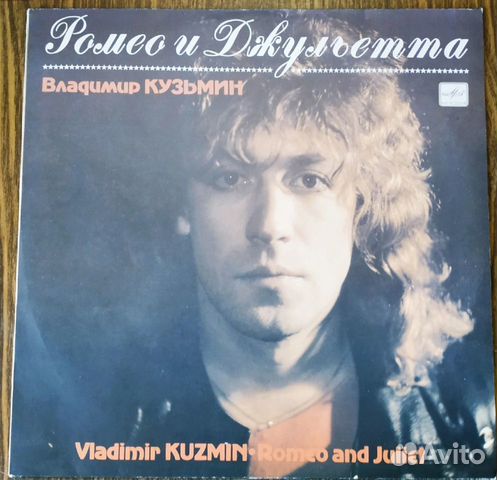 Ромео и Джульетта
Владимир КУЗЬМИН
Vladimir KUZMIN · Romeo and Juliet
Avito